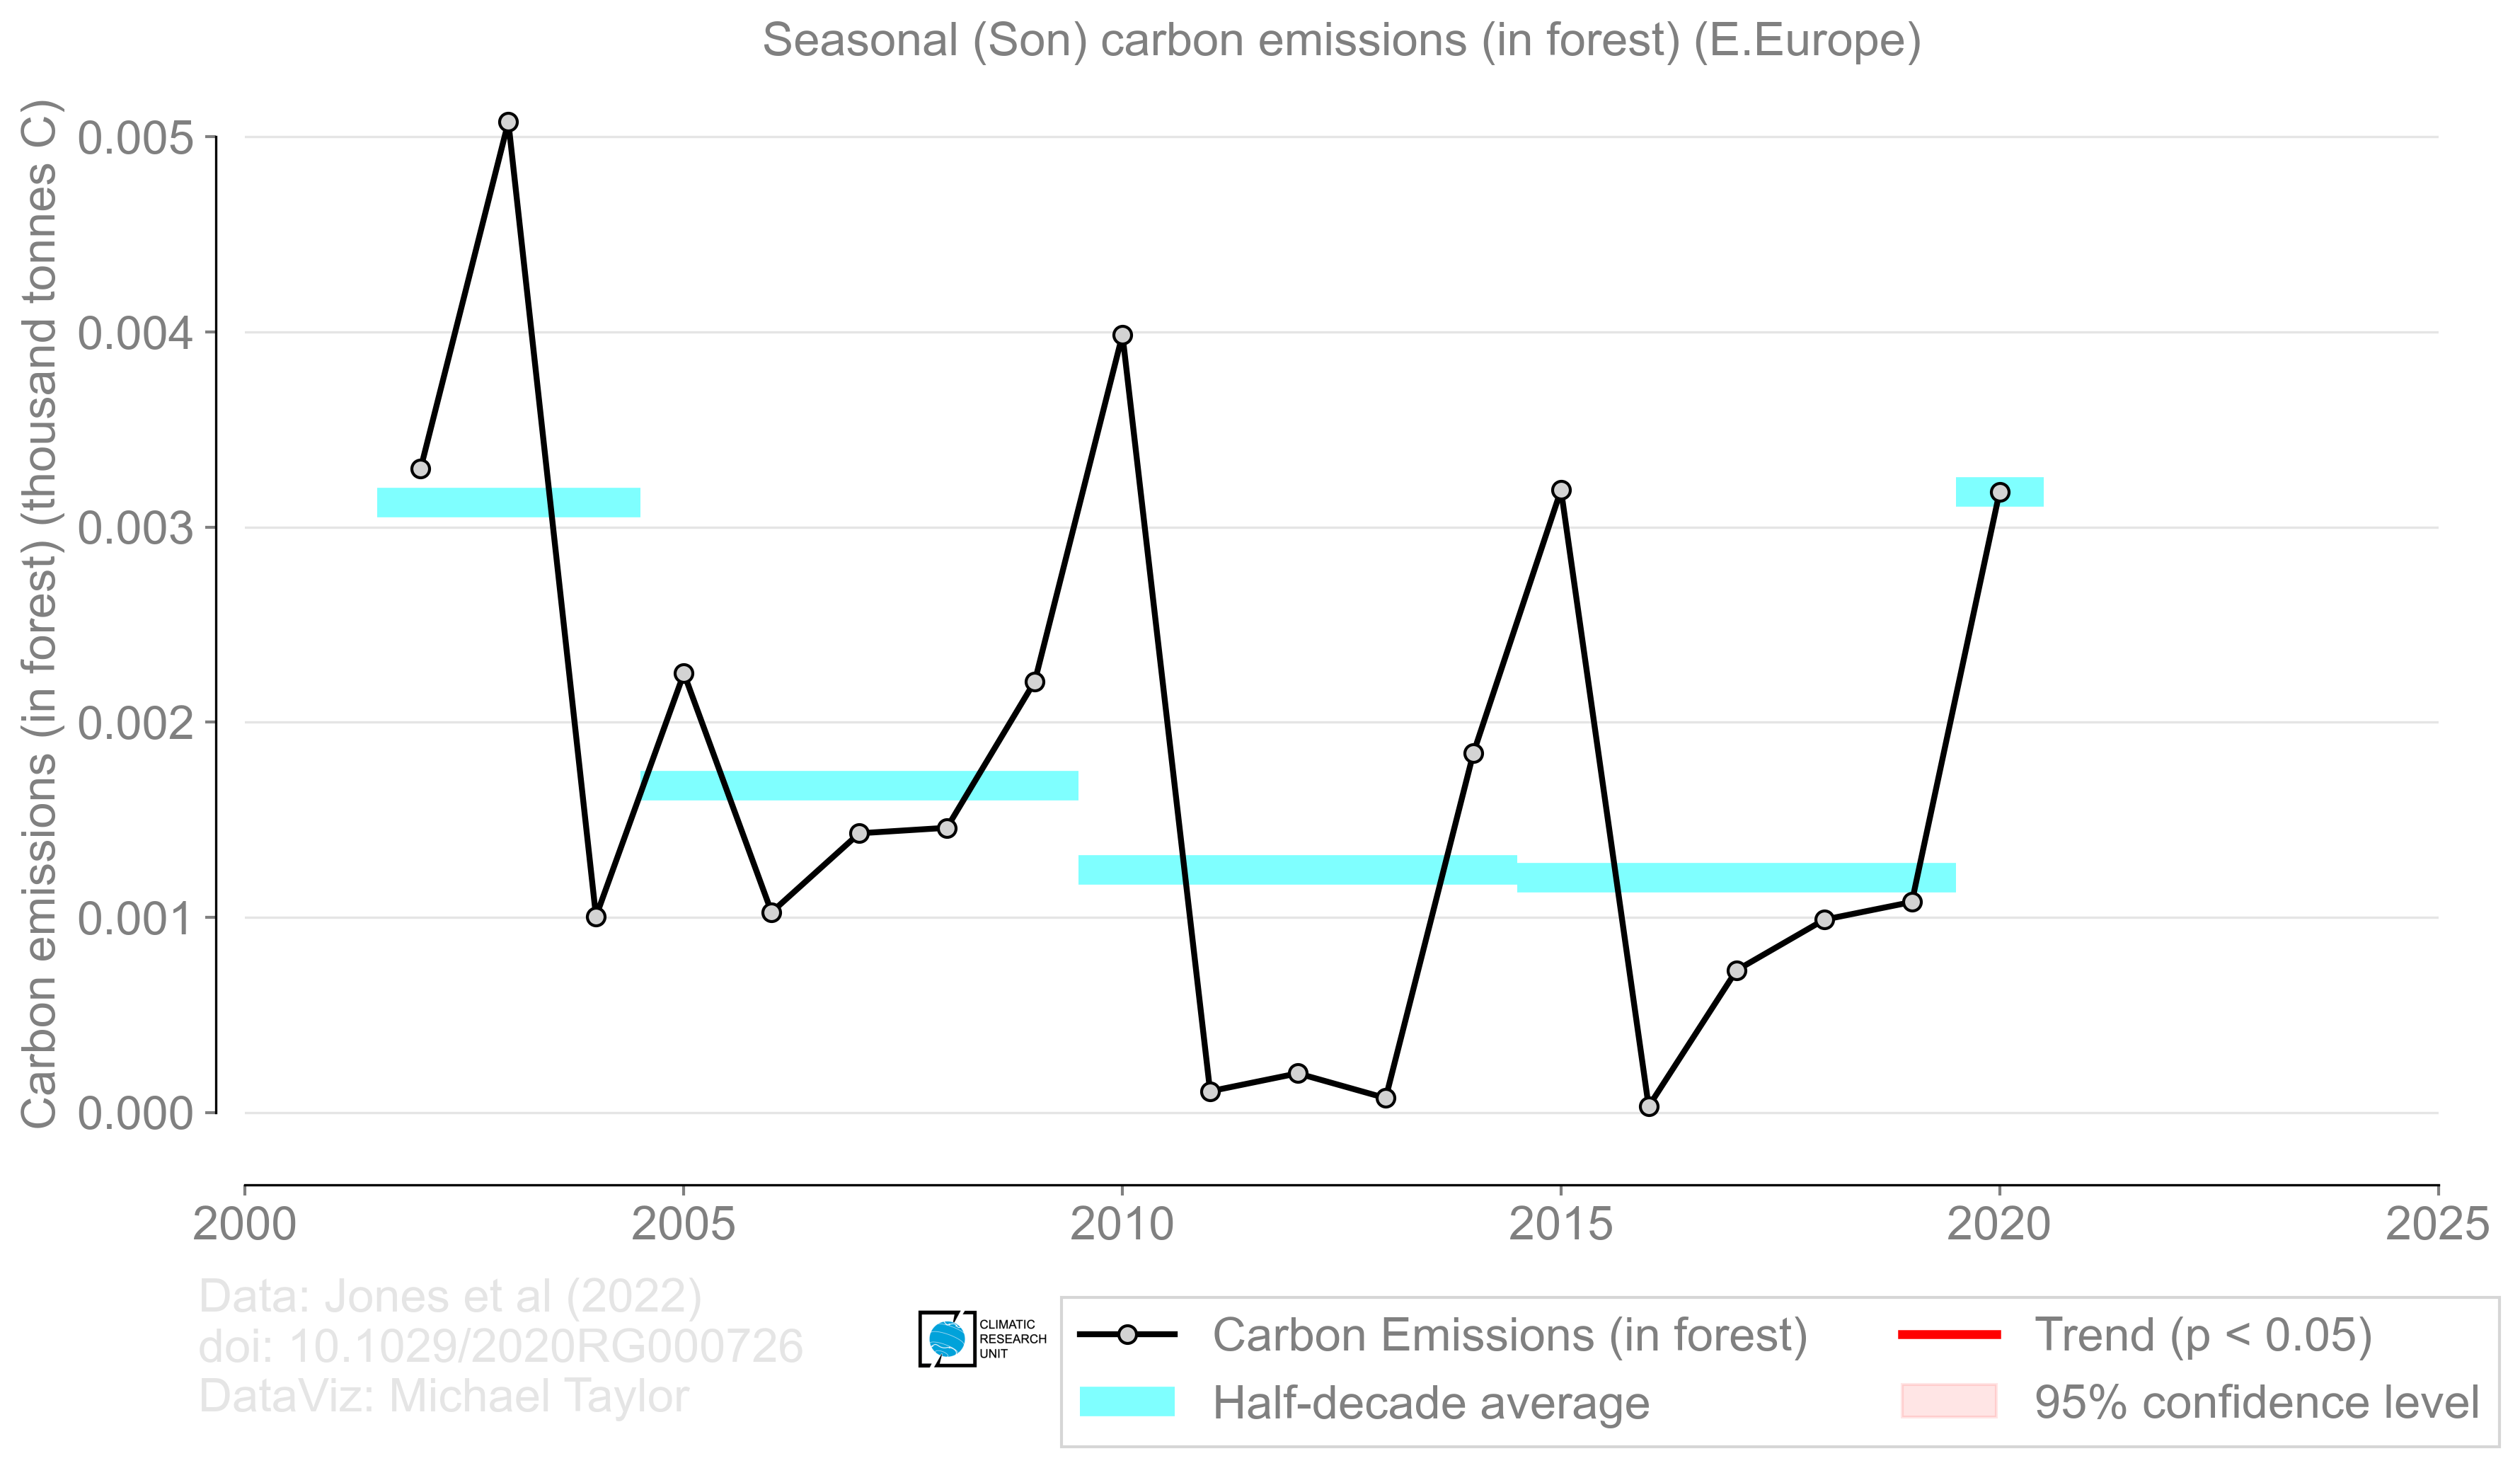 Seasonal (Son) carbon emissions (in forest) (E.Europe)
Carbon emissions (in forest) (thousand tonnes C)
0.005
0.004
0.003
0.002
0.001
0.000
2000
2005
2010
2015
2020
2025
Data: Jones et al (2022)
doi: 10.1029/2020RG000726
DataViz: Michael Taylor
CLIMATIC
RESEARCH
UNIT
Carbon Emissions (in forest)
Half-decade average
Trend (p < 0.05)
95% confidence level